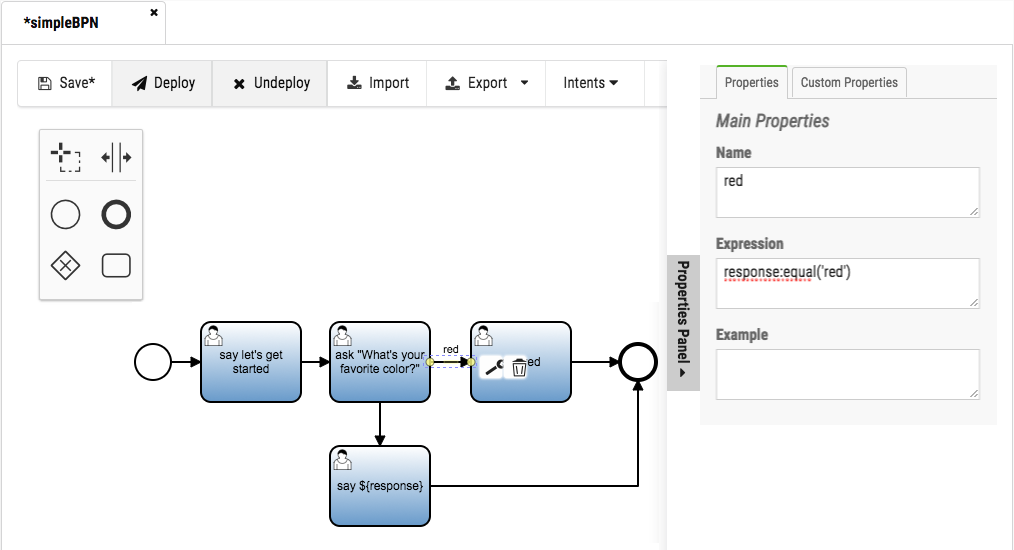 *simpleBPN
Save*
Deploy
Undeploy
Import
Export
Intents
Properties
Custom Properties
Main Properties
Name
red
Expression
response:equal('red')
Example
Properties Panel
say let's get
started
ask "What's your
favorite color?"
red
ed
say ${response}